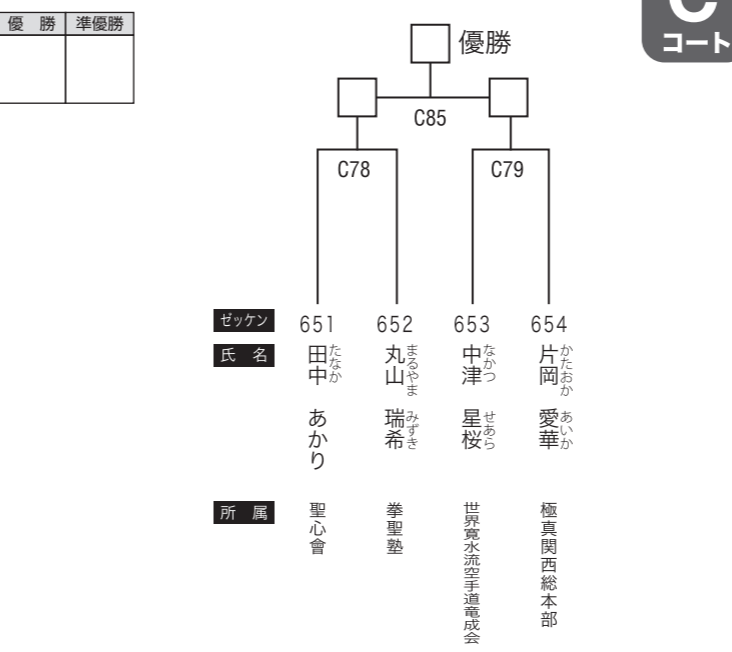 優 勝 準優勝
優勝
C
コート
C85
C78 C79
ゼッケン 651 652 653 654
氏 名
田中 あかり
たなか
丸山 瑞希
まるやま みずき
中津 星桜
なかつ せあら
片岡 愛華
かたおか あいか
所 属
聖心會
拳聖塾
世界寛水流空手道竜成会
極真関西総本部